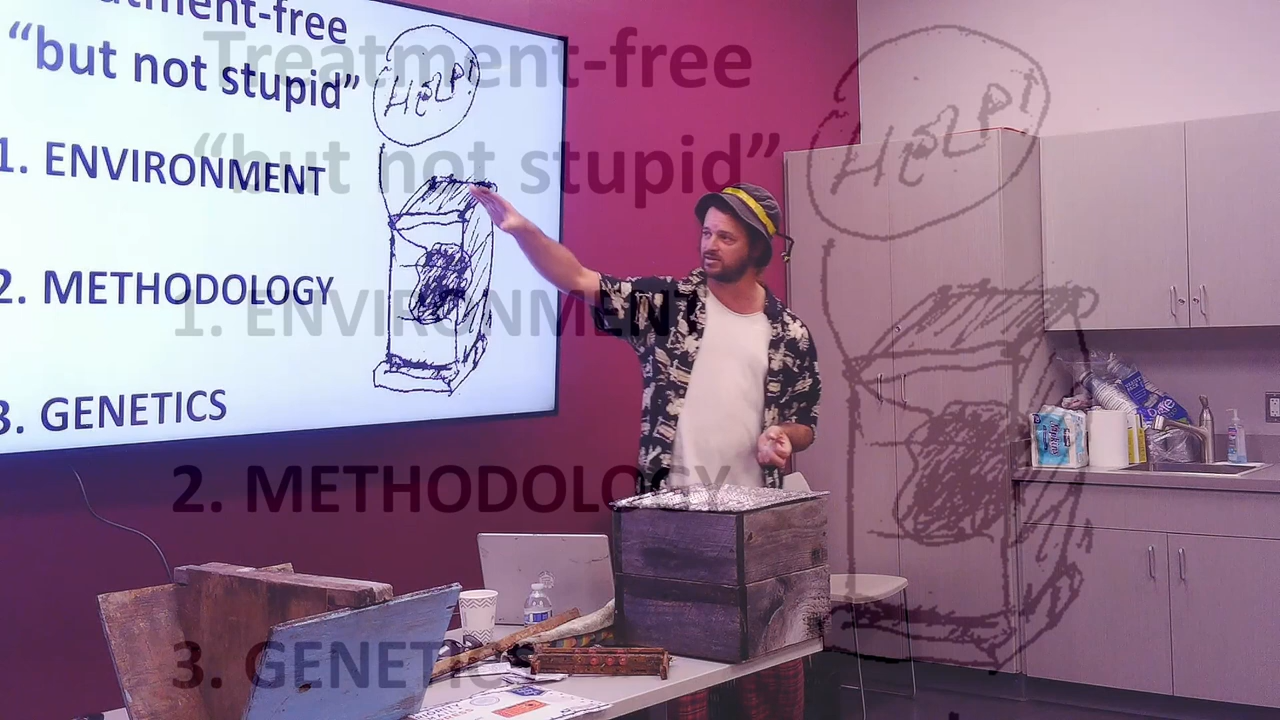 Treatment-free
“but not stupid”
HELP!
1. ENVIRONMENT
2. METHODOLOGY
3. GENETICS
atment-free
“but not stupid”
HELP!
1. ENVIRONMENT
2. METHODOLOGY
3. GENETICS